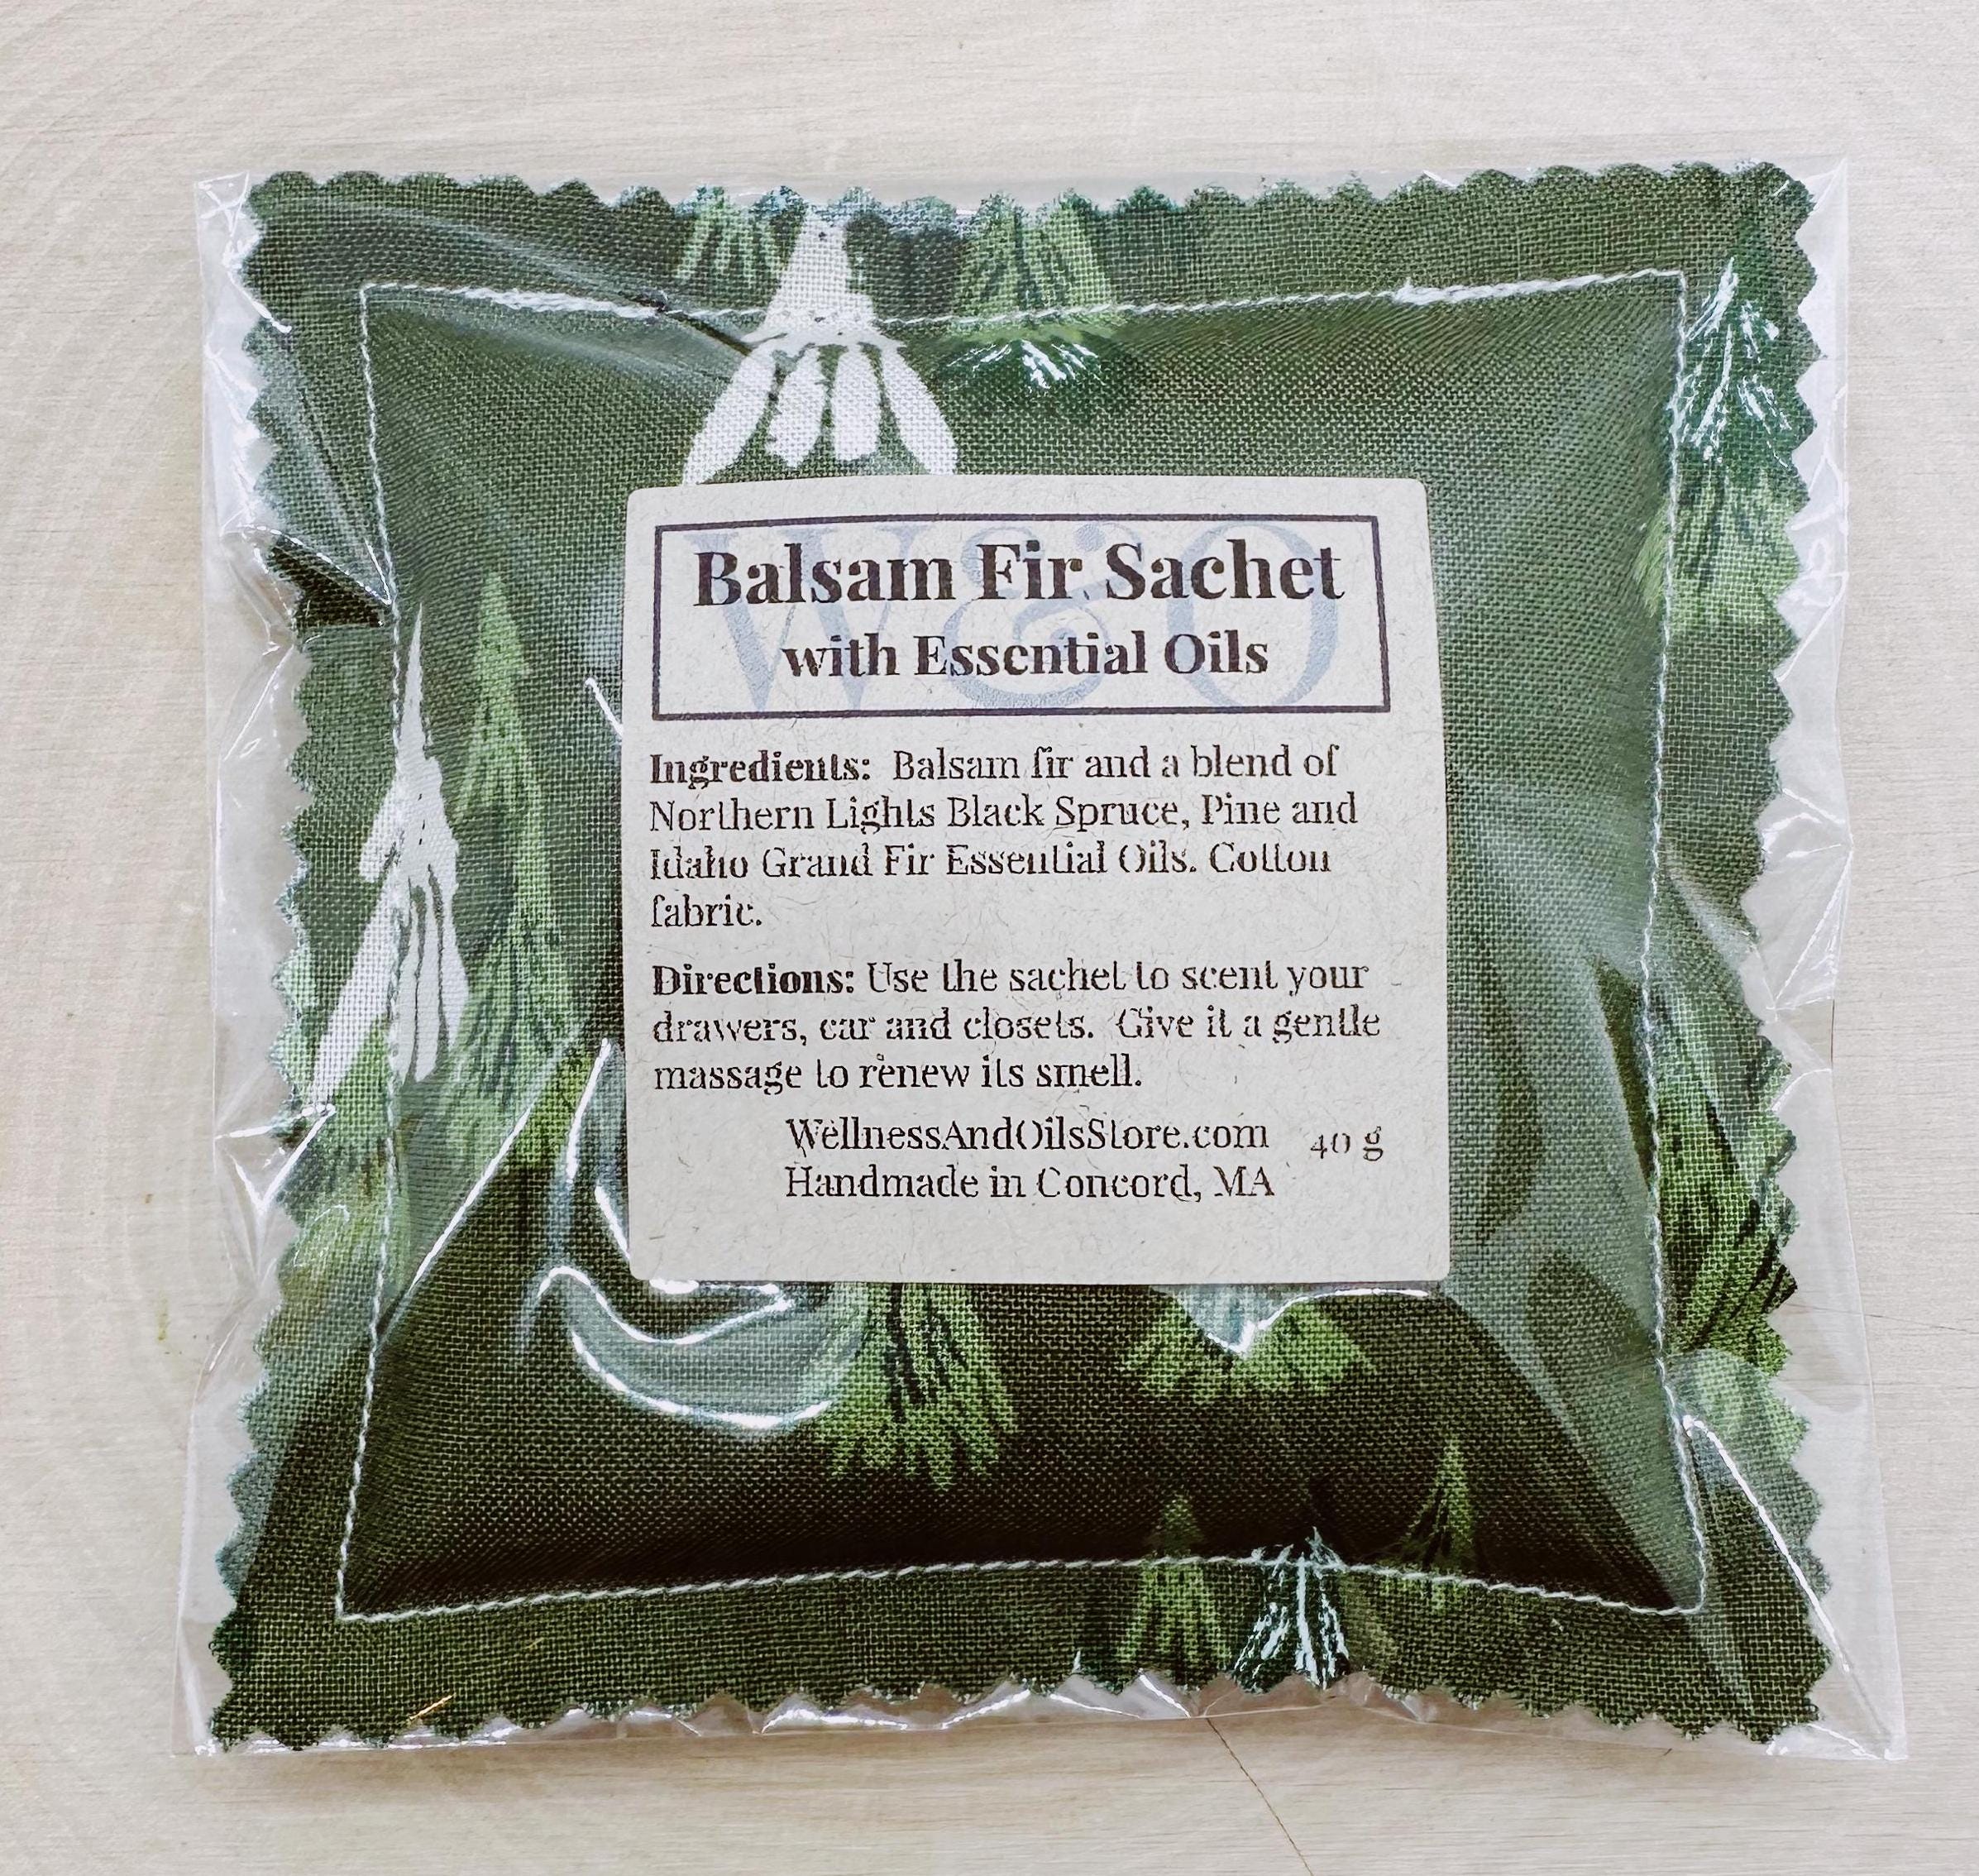 W&O
Balsam Fir Sachet
with Essential Oils
Ingredients: Balsam fir and a blend of
Northern Lights Black Spruce, Pine and
Idaho Grand Fir Essential Oils. Cotton
fabric.
Directions: Use the sachet to scent your
drawers, car and closets. Give it a gentle
massage to renew its smell.
WellnessAndOilsStore.com 40 g
Handmade in Concord, MA